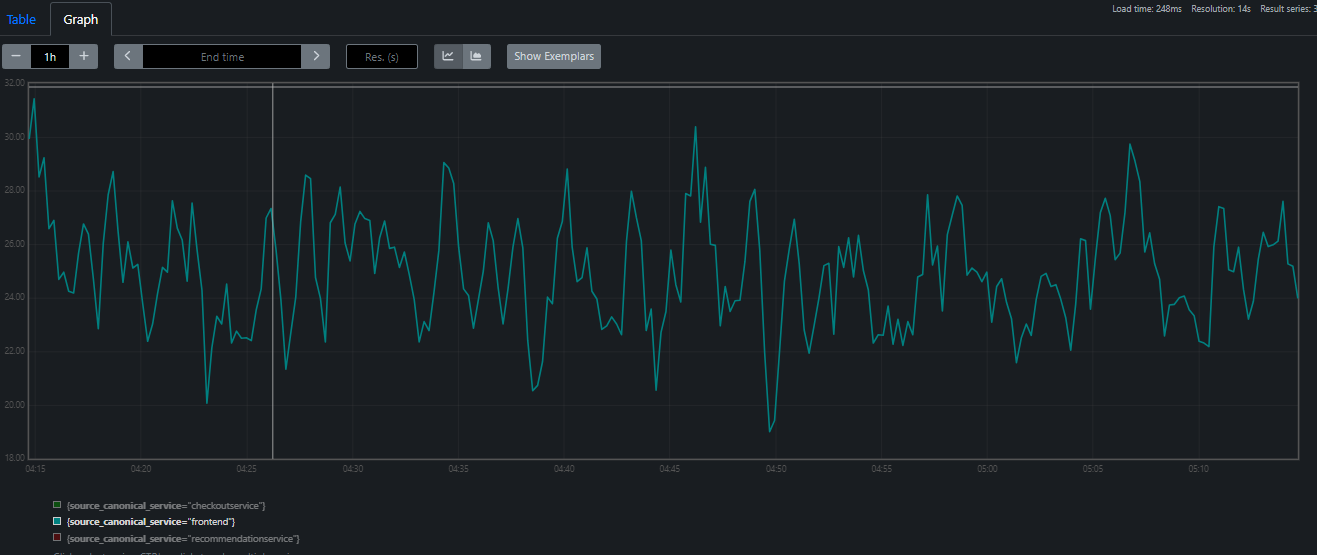 Load time: 248ms Resolution: 14s Result series: 3
Table Graph
− 1h + < End time > Res. (s) Show Exemplars
32.00
30.00
28.00
26.00
24.00
22.00
20.00
18.00
04:15 04:20 04:25 04:30 04:35 04:40 04:45 04:50 04:55 05:00 05:05 05:10
{source_canonical_service="checkoutservice"}
{source_canonical_service="frontend"}
{source_canonical_service="recommendationservice"}